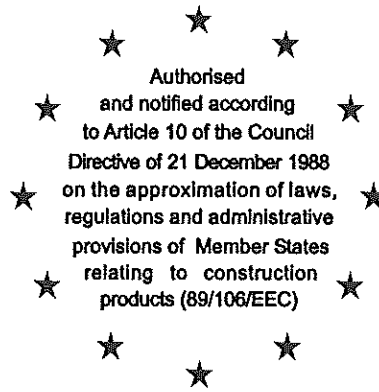 Authorised
and notified according
to Article 10 of the Council
Directive of 21 December 1988
on the approximation of laws,
regulations and administrative
provisions of Member States
relating to construction
products (89/106/EEC)